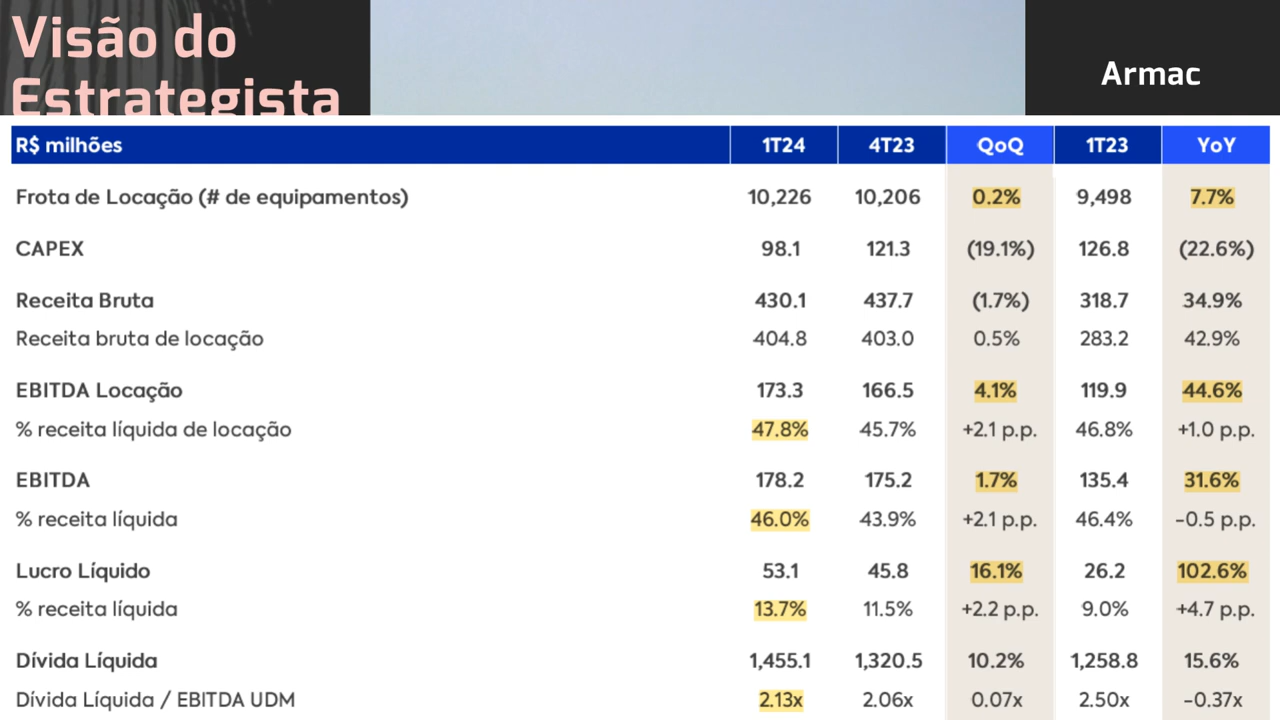 Visão do
Estrategista
Armac
R$ milhões 1T24 4T23 QoQ 1T23 YoY
Frota de Locação (# de equipamentos) 10,226 10,206 0.2% 9,498 7.7%
CAPEX 98.1 121.3 (19.1%) 126.8 (22.6%)
Receita Bruta 430.1 437.7 (1.7%) 318.7 34.9%
Receita bruta de locação 404.8 403.0 0.5% 283.2 42.9%
EBITDA Locação 173.3 166.5 4.1% 119.9 44.6%
% receita líquida de locação 47.8% 45.7% +2.1 p.p. 46.8% +1.0 p.p.
EBITDA 178.2 175.2 1.7% 135.4 31.6%
% receita líquida 46.0% 43.9% +2.1 p.p. 46.4% -0.5 p.p.
Lucro Líquido 53.1 45.8 16.1% 26.2 102.6%
% receita líquida 13.7% 11.5% +2.2 p.p. 9.0% +4.7 p.p.
Dívida Líquida 1,455.1 1,320.5 10.2% 1,258.8 15.6%
Dívida Líquida / EBITDA UDM 2.13x 2.06x 0.07x 2.50x -0.37x